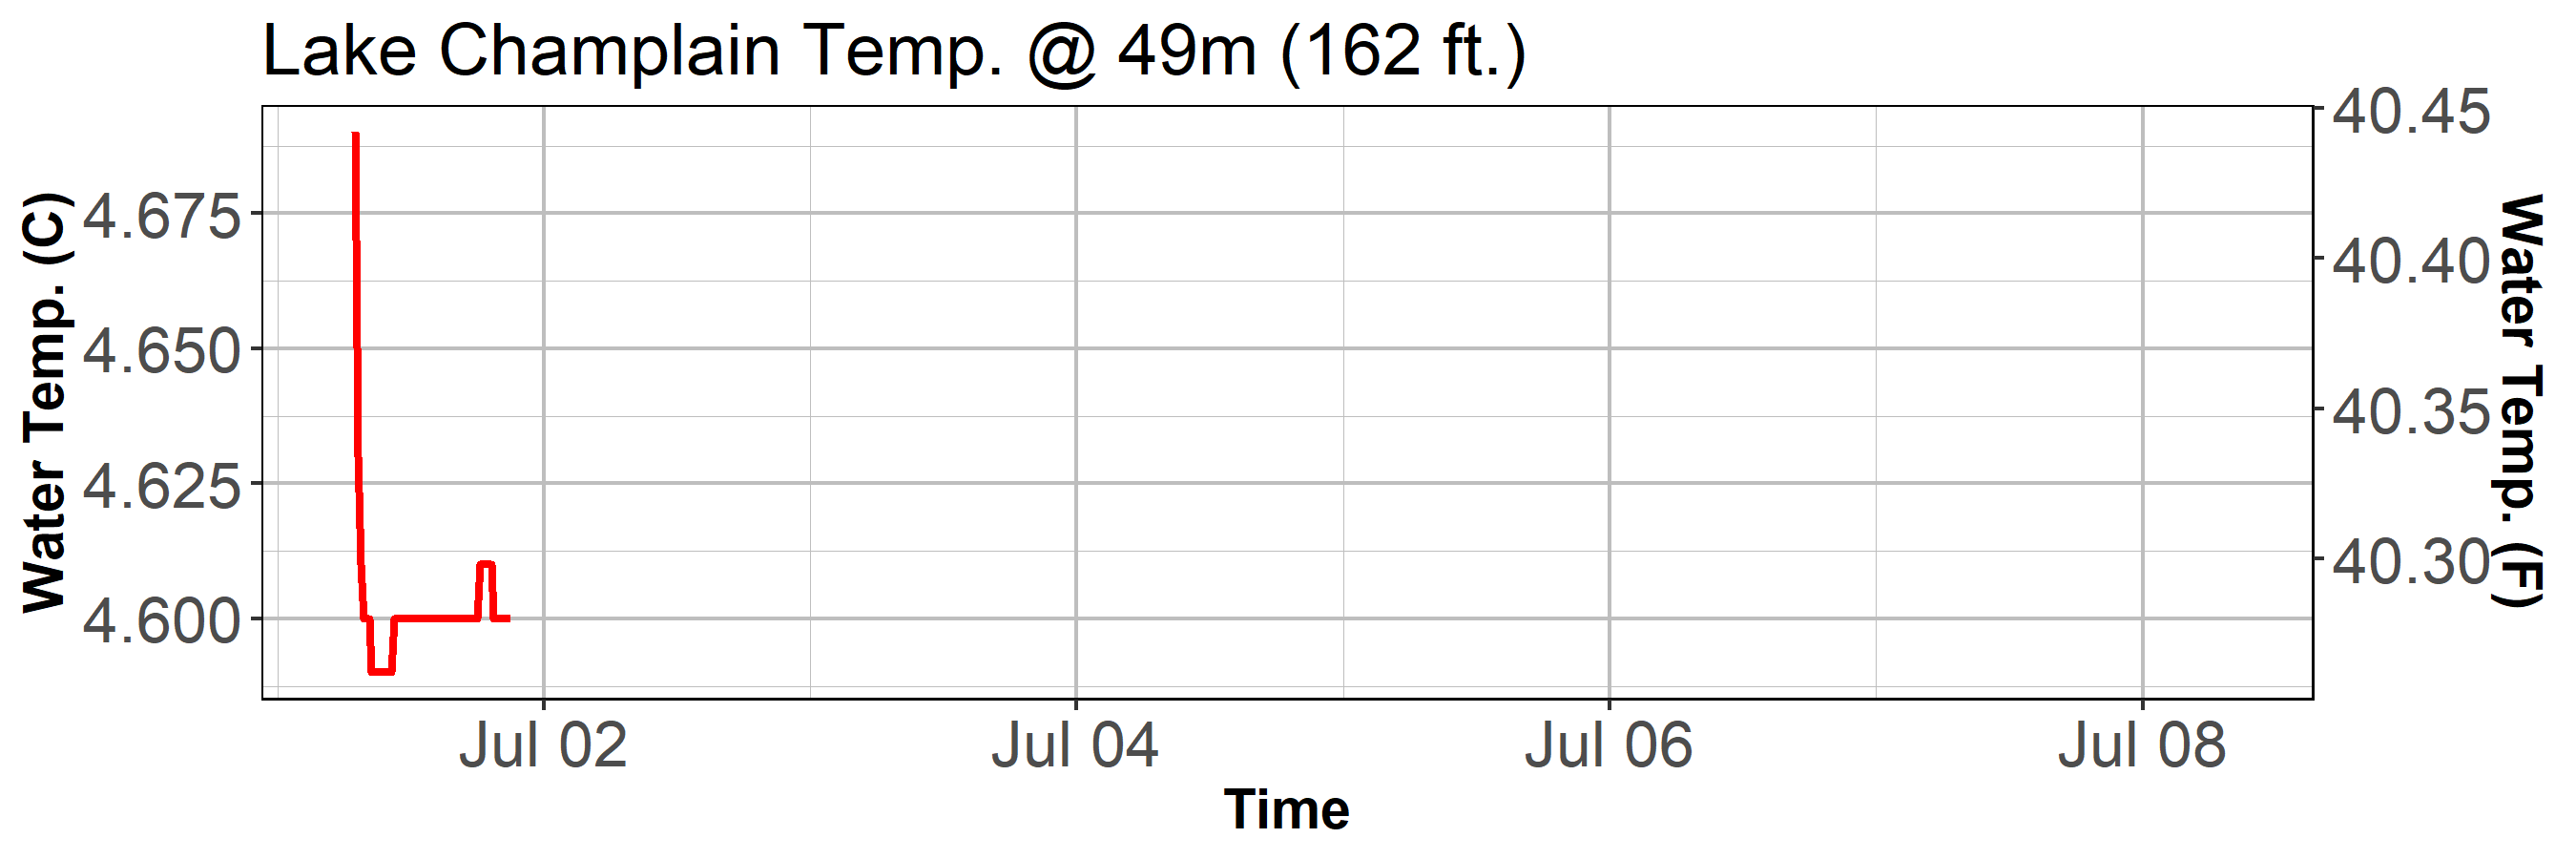 Lake Champlain Temp. @ 49m (162 ft.)
Water Temp. (C)
4.675
4.650
4.625
4.600
40.45
40.40
40.35
40.30
Water Temp. (F)
Jul 02
Jul 04
Jul 06
Jul 08
Time